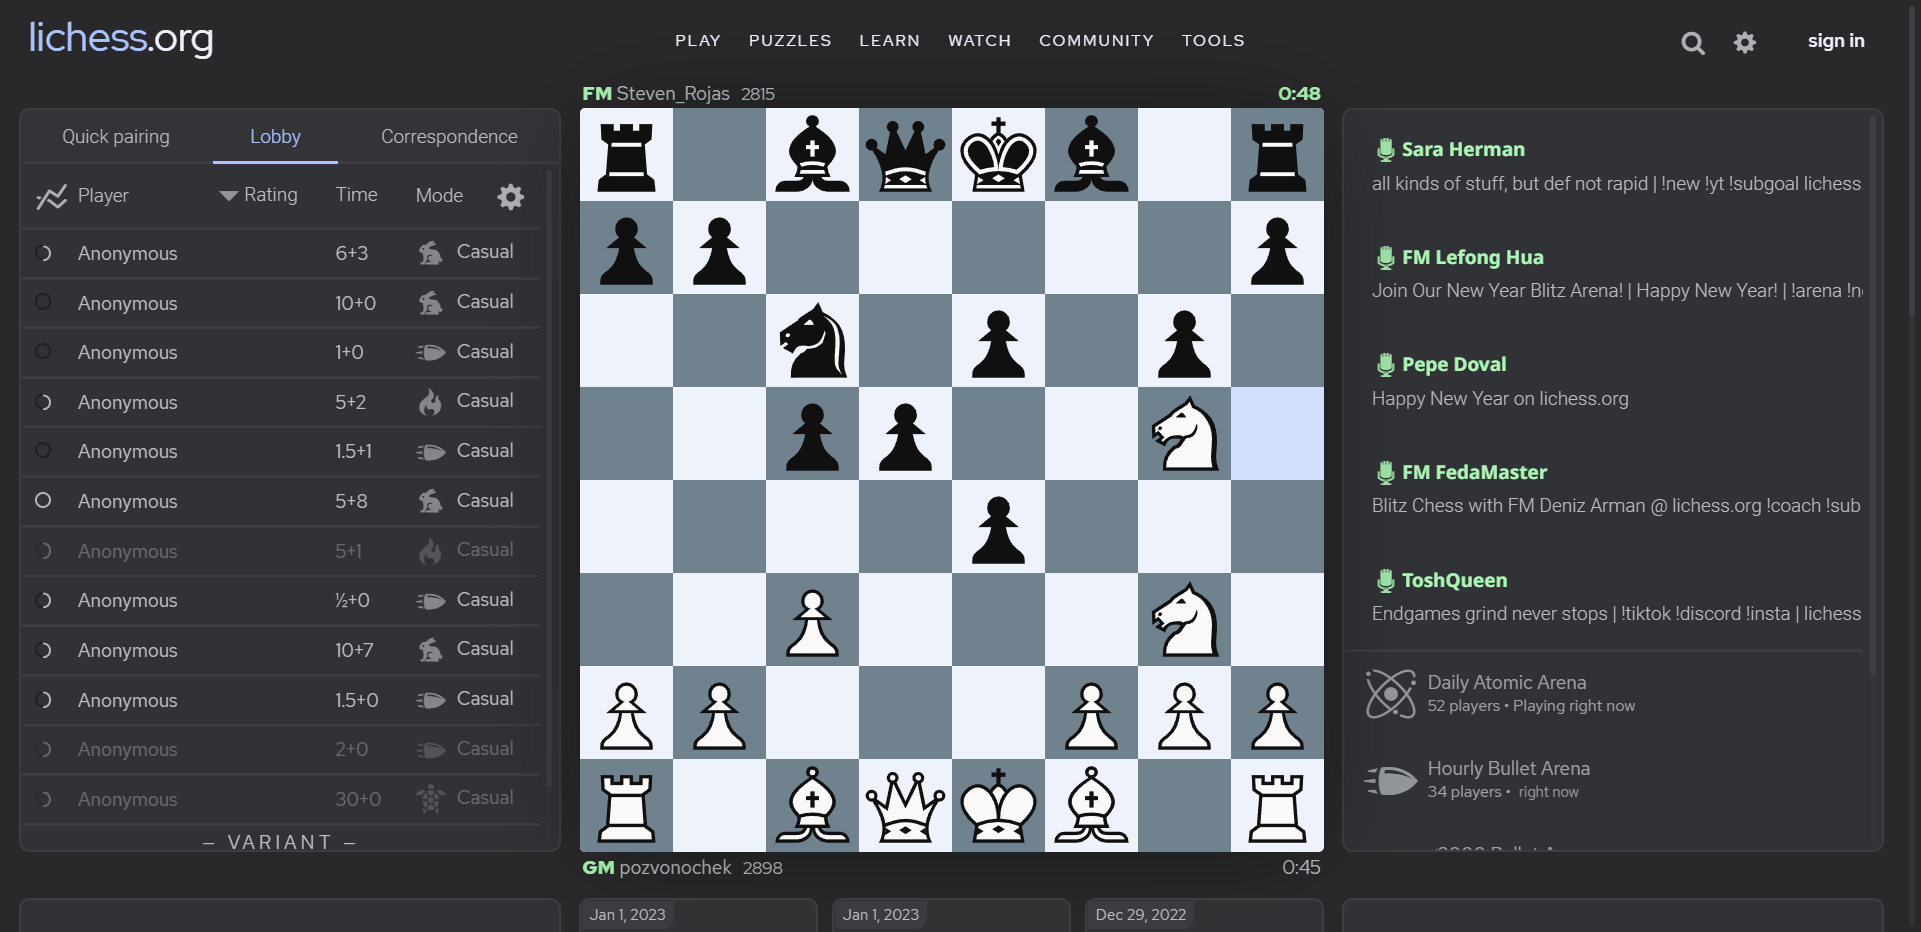 lichess.org
PLAY PUZZLES LEARN WATCH COMMUNITY TOOLS
sign in
Quick pairing Lobby Correspondence
Player Rating Time Mode
Anonymous 6+3 Casual
Anonymous 10+0 Casual
Anonymous 1+0 Casual
Anonymous 5+2 Casual
Anonymous 1.5+1 Casual
Anonymous 5+8 Casual
Anonymous 5+1 Casual
Anonymous ½+0 Casual
Anonymous 10+7 Casual
Anonymous 1.5+0 Casual
Anonymous 2+0 Casual
Anonymous 30+0 Casual
– VARIANT –
FM Steven_Rojas 2815 0:48
GM pozvonochek 2898 0:45
Sara Herman
all kinds of stuff, but def not rapid | !new !yt !subgoal lichess
FM Lefong Hua
Join Our New Year Blitz Arena! | Happy New Year! | !arena
Pepe Doval
Happy New Year on lichess.org
FM FedaMaster
Blitz Chess with FM Deniz Arman @ lichess.org !coach !sub
ToshQueen
Endgames grind never stops | !tiktok !discord !insta | lichess
Daily Atomic Arena
52 players • Playing right now
Hourly Bullet Arena
34 players • right now
Jan 1, 2023
Jan 1, 2023
Dec 29, 2022